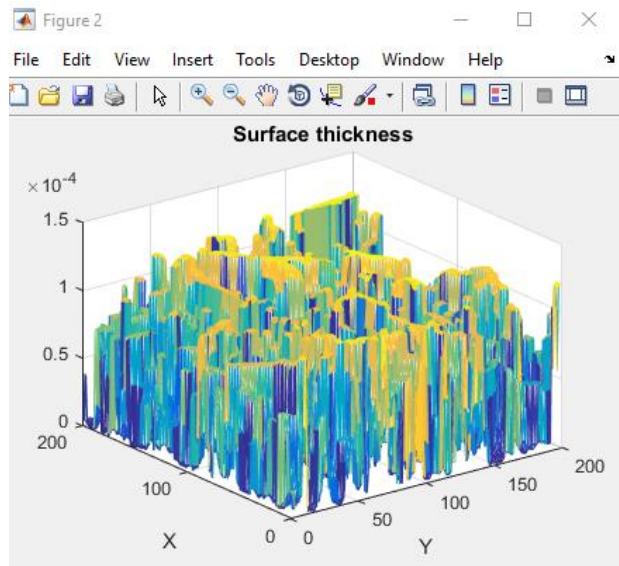 Figure 2
File Edit View Insert Tools Desktop Window Help
Surface thickness
×10⁻⁴
1.5
1
0.5
0
200
100
0
X
0
50
100
150
200
Y